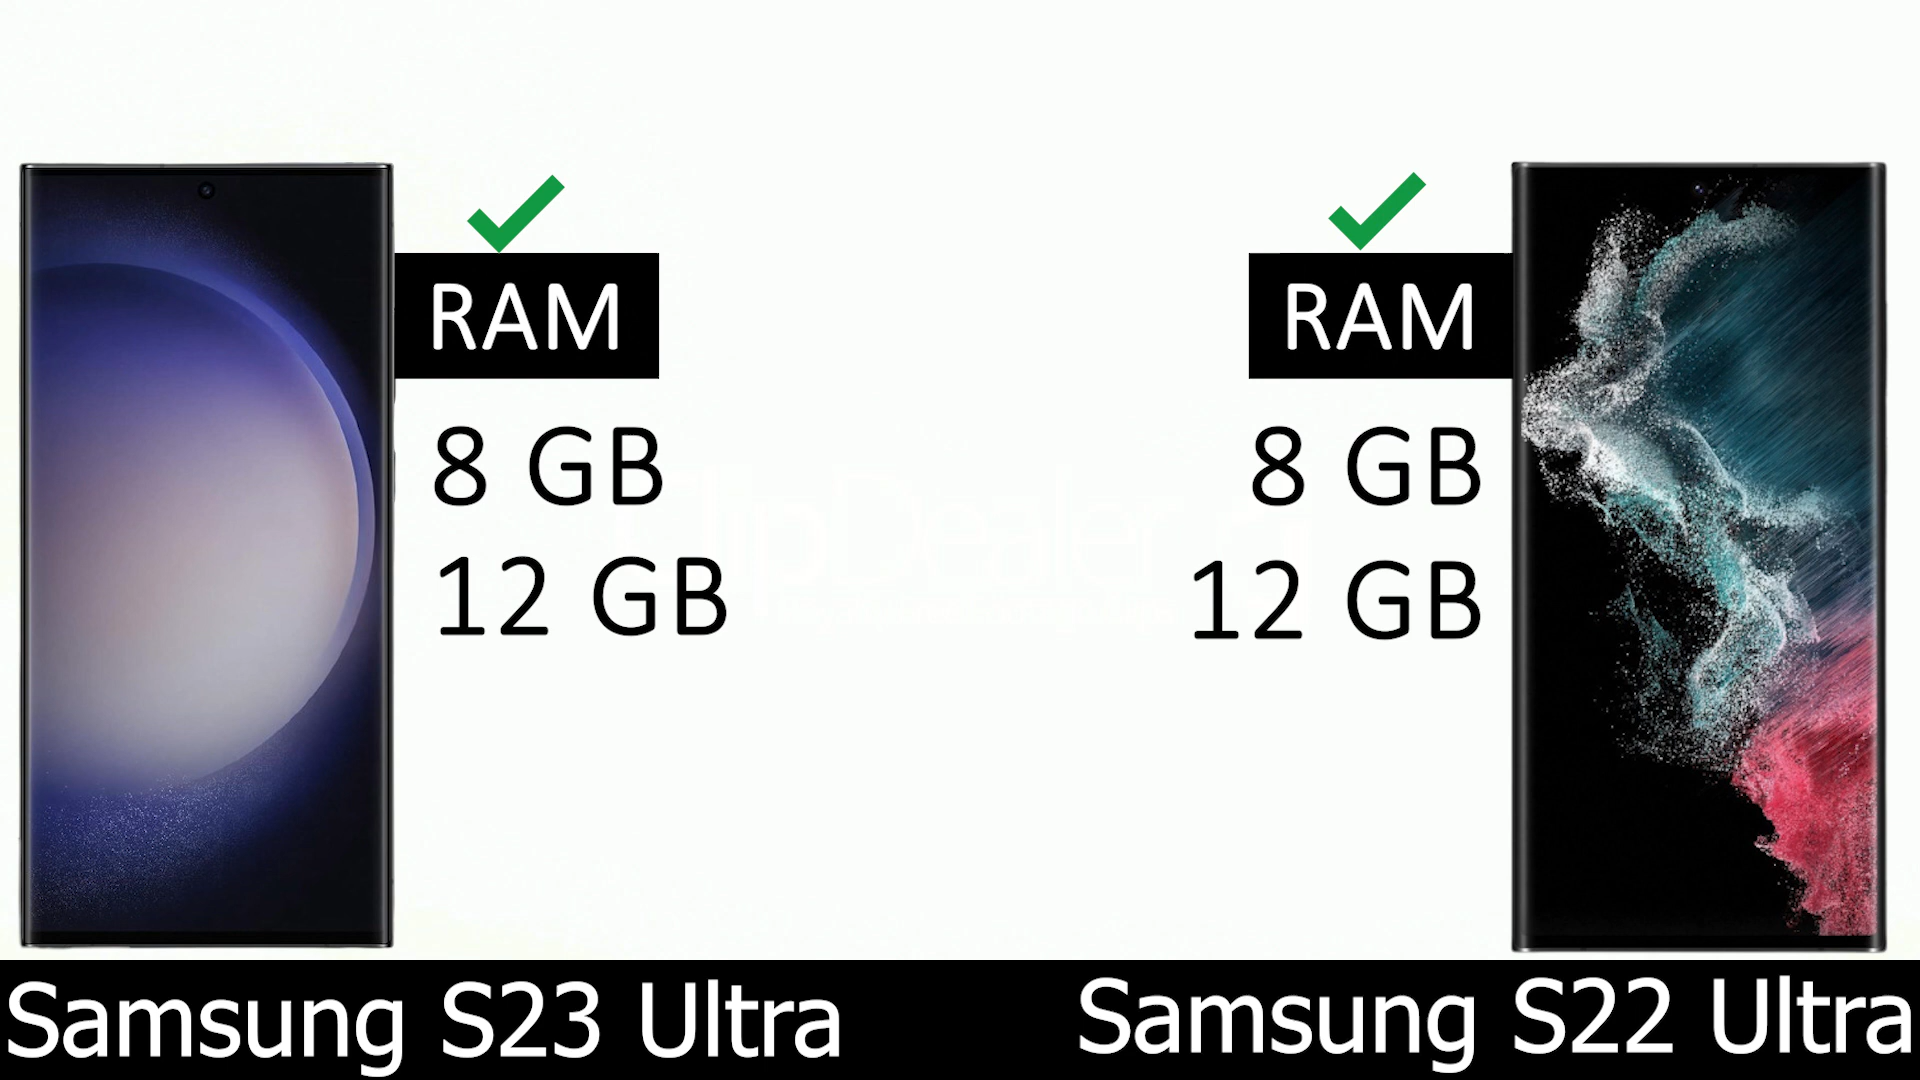 RAM
8 GB
12 GB
RAM
8 GB
12 GB
Samsung S23 Ultra
Samsung S22 Ultra